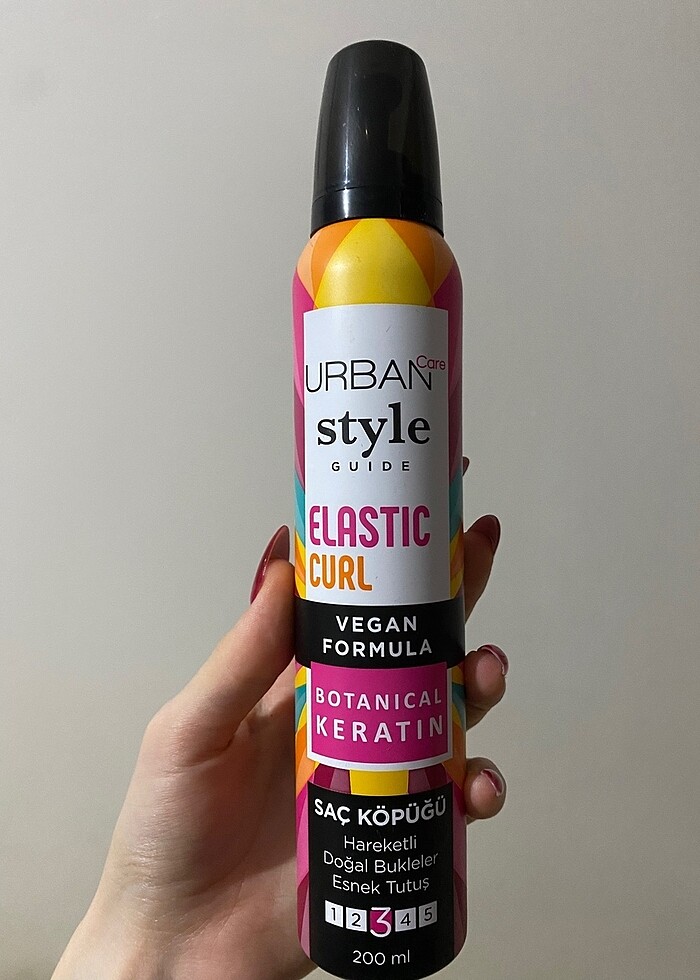 URBAN Care
style
GUIDE
ELASTIC
CURL
VEGAN
FORMULA
BOTANICAL
KERATIN
SAÇ KÖPÜĞÜ
Hareketli
Doğal Bukleler
Esnek Tutuş
1 2 3 4 5
200 ml